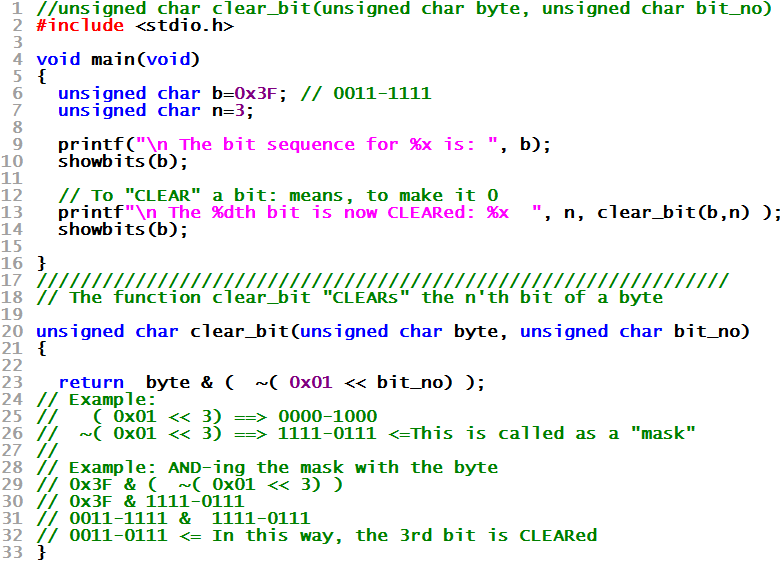 1 //unsigned char clear_bit(unsigned char byte, unsigned char bit_no)
2 #include <stdio.h>
3
4 void main(void)
5 {
6   unsigned char b=0x3F; // 0011-1111
7   unsigned char n=3;
8
9   printf("\n The bit sequence for %x is: ", b);
10   showbits(b);
11
12   // To "CLEAR" a bit: means, to make it 0
13   printf"\n The %dth bit is now CLEARed: %x  ", n, clear_bit(b,n) );
14   showbits(b);
15
16 }
17 ///////////////////////////////////////////////////////////////
18 // The function clear_bit "CLEARs" the n'th bit of a byte
19
20 unsigned char clear_bit(unsigned char byte, unsigned char bit_no)
21 {
22
23   return  byte & (  ~( 0x01 << bit_no) );
24 // Example:
25 //   ( 0x01 << 3) ==> 0000-1000
26 //  ~( 0x01 << 3) ==> 1111-0111 <=This is called as a "mask"
27 //
28 // Example: AND-ing the mask with the byte
29 // 0x3F & (  ~( 0x01 << 3) )
30 // 0x3F & 1111-0111
31 // 0011-1111 &  1111-0111
32 // 0011-0111 <= In this way, the 3rd bit is CLEARed
33 }